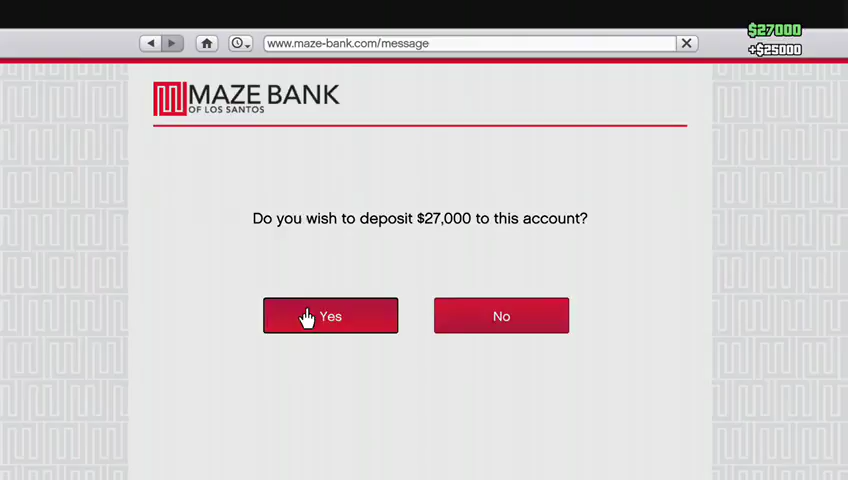 $27000
+$25000
www.maze-bank.com/message
MAZE BANK
OF LOS SANTOS
Do you wish to deposit $27,000 to this account?
Yes
No